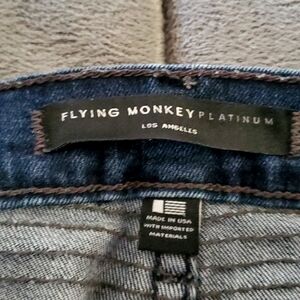 FLYING MONKEY PLATINUM
LOS ANGELES
MADE IN USA
WITH IMPORTED
MATERIALS